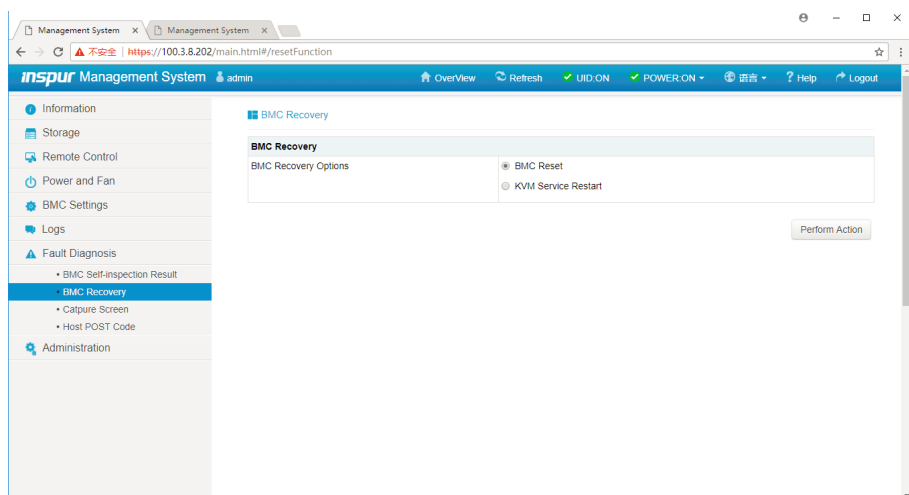 Management System
Management System
不安全 | https://100.3.8.202/main.html#/resetFunction
inspur Management System admin OverView Refresh UID:ON POWER:ON 语言 Help Logout
Information
Storage
Remote Control
Power and Fan
BMC Settings
Logs
Fault Diagnosis
• BMC Self-inspection Result
• BMC Recovery
• Catpure Screen
• Host POST Code
Administration
BMC Recovery
BMC Recovery
BMC Recovery Options
BMC Reset
KVM Service Restart
Perform Action